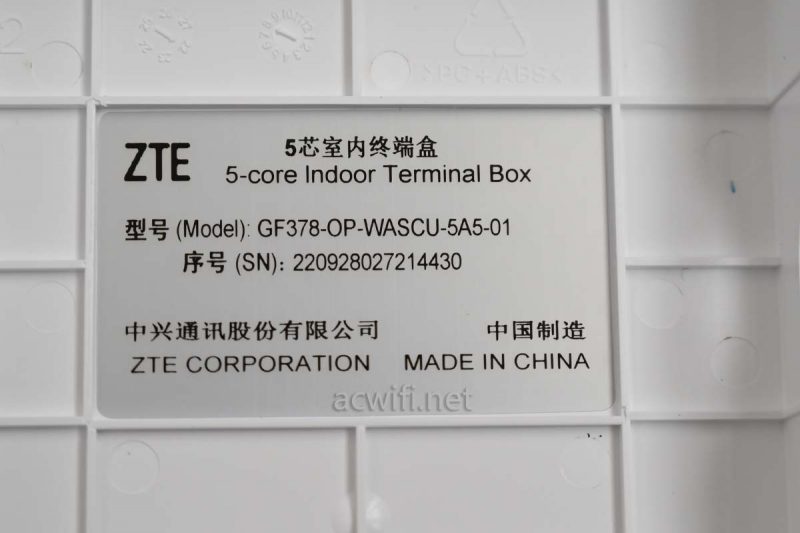 >PC+ABS<
ZTE
5芯室内终端盒
5-core Indoor Terminal Box
型号 (Model): GF378-OP-WASCU-5A5-01
序号 (SN): 220928027214430
中兴通讯股份有限公司 中国制造
ZTE CORPORATION MADE IN CHINA
acwifi.net